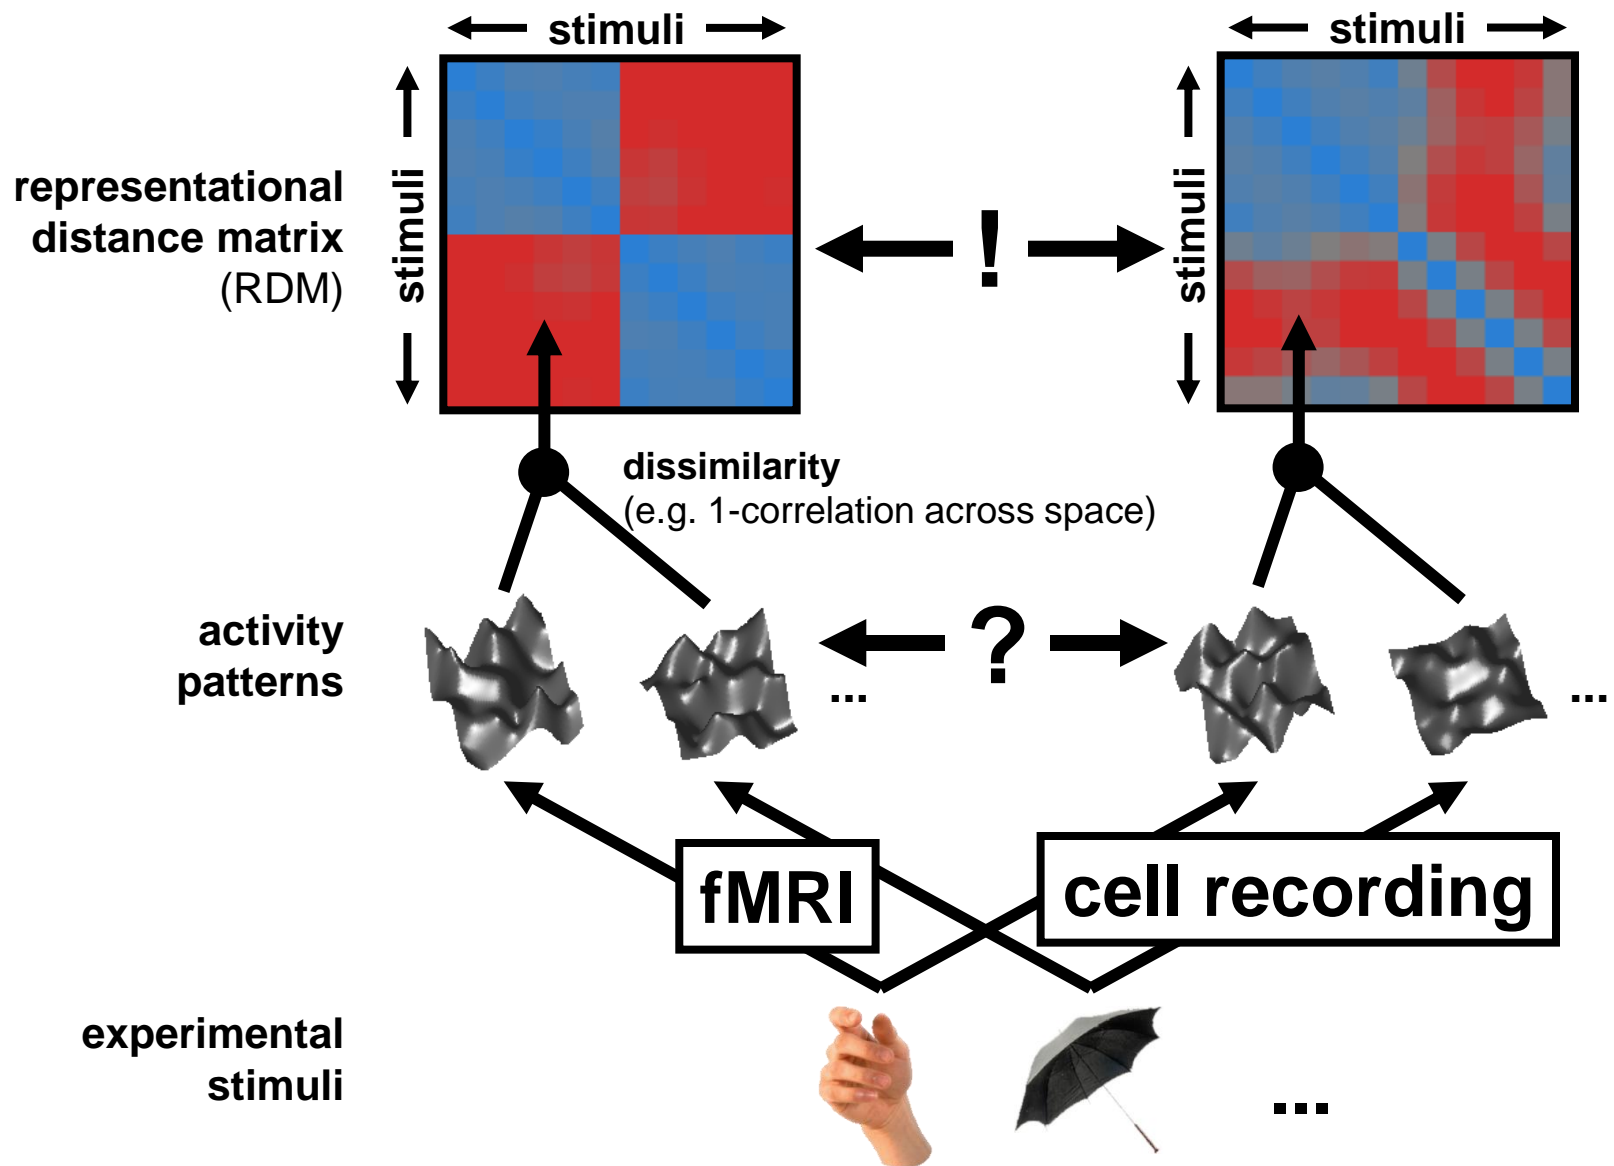 stimuli
stimuli
stimuli
stimuli
representational
distance matrix
(RDM)
!
dissimilarity
(e.g. 1-correlation across space)
activity
patterns
...
?
...
fMRI
cell recording
experimental
stimuli
...